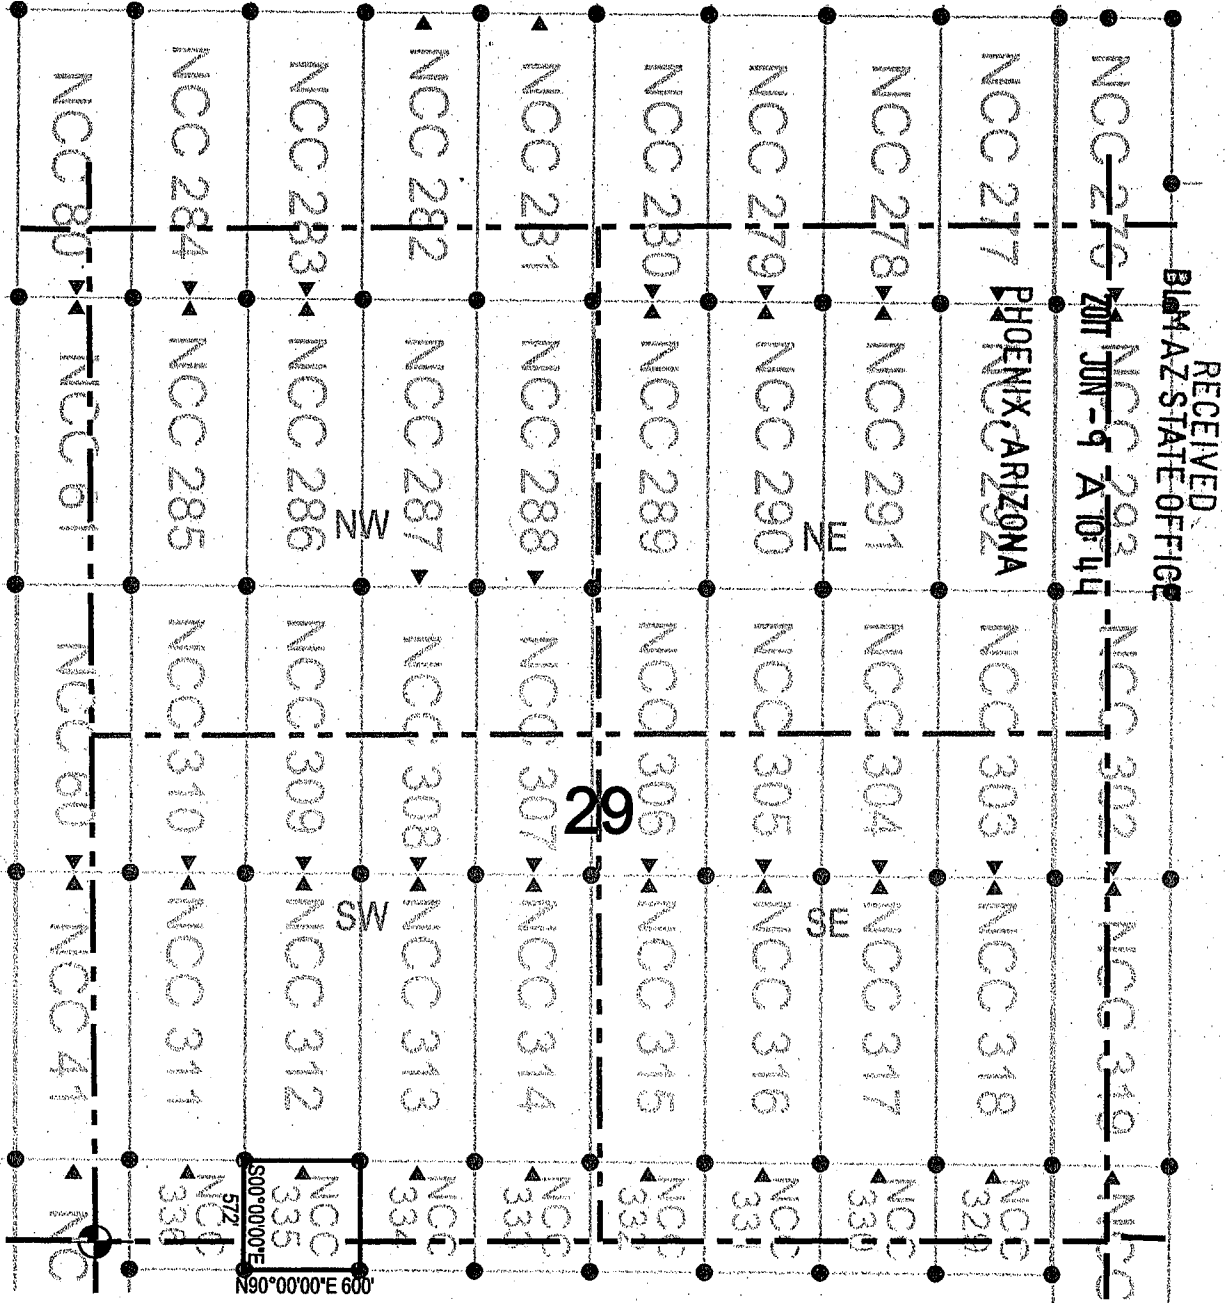 NCC 80
NCC 284
NCC 283
NCC 282
NCC 281
NCC 280
NCC 279
NCC 278
NCC 277
NCC 276
RECEIVED
BLM AZ STATE OFFICE
2011 JUN -9 A 10: 44
PHOENIX, ARIZONA
NCC 61
NCC 285
NCC 286
NCC 287
NCC 288
NCC 289
NCC 290
NCC 291
NCC 292
NCC 293
NW
NE
NCC 60
NCC 310
NCC 309
NCC 308
NCC 307
NCC 306
NCC 305
NCC 304
NCC 303
NCC 302
29
SW
SE
NCC 41
NCC 311
NCC 312
NCC 313
NCC 314
NCC 315
NCC 316
NCC 317
NCC 318
NCC 319
NC
NCC
336
NCC
335
NCC
334
NCC
333
NCC
332
NCC
331
NCC
330
NCC
329
NCC
S00°00'00"E
572'
N90°00'00"E 600'